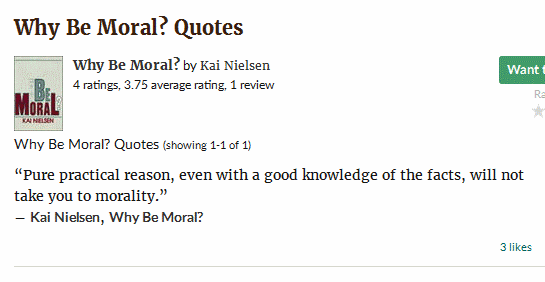 Why Be Moral? Quotes
Why Be Moral? by Kai Nielsen
4 ratings, 3.75 average rating, 1 review
Want
Ra
BE
MORAL?
KAI NIELSEN
Why Be Moral? Quotes (showing 1-1 of 1)
“Pure practical reason, even with a good knowledge of the facts, will not
take you to morality.”
― Kai Nielsen, Why Be Moral?
3 likes